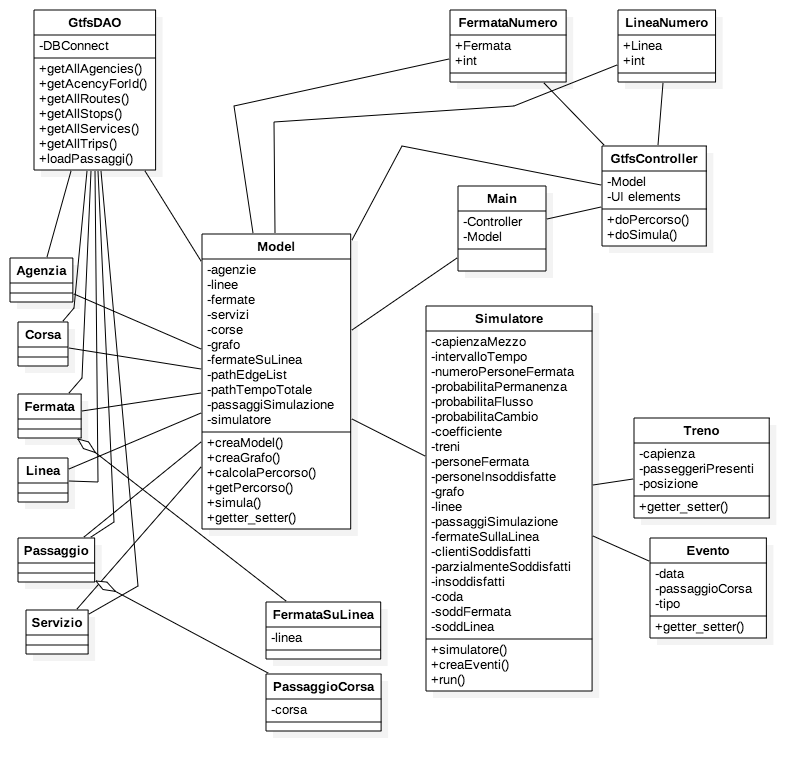 GtfsDAO
-DBConnect
+getAllAgencies()
+getAcencyForId()
+getAllRoutes()
+getAllStops()
+getAllServices()
+getAllTrips()
+loadPassaggi()
FermataNumero
+Fermata
+int
LineaNumero
+Linea
+int
GtfsController
-Model
-UI elements
+doPercorso()
+doSimula()
Main
-Controller
-Model
Model
-agenzie
-linee
-fermate
-servizi
-corse
-grafo
-fermateSuLinea
-pathEdgeList
-pathTempoTotale
-passaggiSimulazione
-simulatore
+creaModel()
+creaGrafo()
+calcolaPercorso()
+getPercorso()
+simula()
+getter_setter()
Agenzia
Corsa
Fermata
Linea
Passaggio
Servizio
Simulatore
-capienzaMezzo
-intervalloTempo
-numeroPersoneFermata
-probabilitaPermanenza
-probabilitaFlusso
-probabilitaCambio
-coefficiente
-treni
-personeFermata
-personeInsoddisfatte
-grafo
-linee
-passaggiSimulazione
-fermateSullaLinea
-clientiSoddisfatti
-parzialmenteSoddisfatti
-insoddisfatti
-coda
-soddFermata
-soddLinea
+simulatore()
+creaEventi()
+run()
Treno
-capienza
-passeggeriPresenti
-posizione
+getter_setter()
Evento
-data
-passaggioCorsa
-tipo
+getter_setter()
FermataSuLinea
-linea
PassaggioCorsa
-corsa